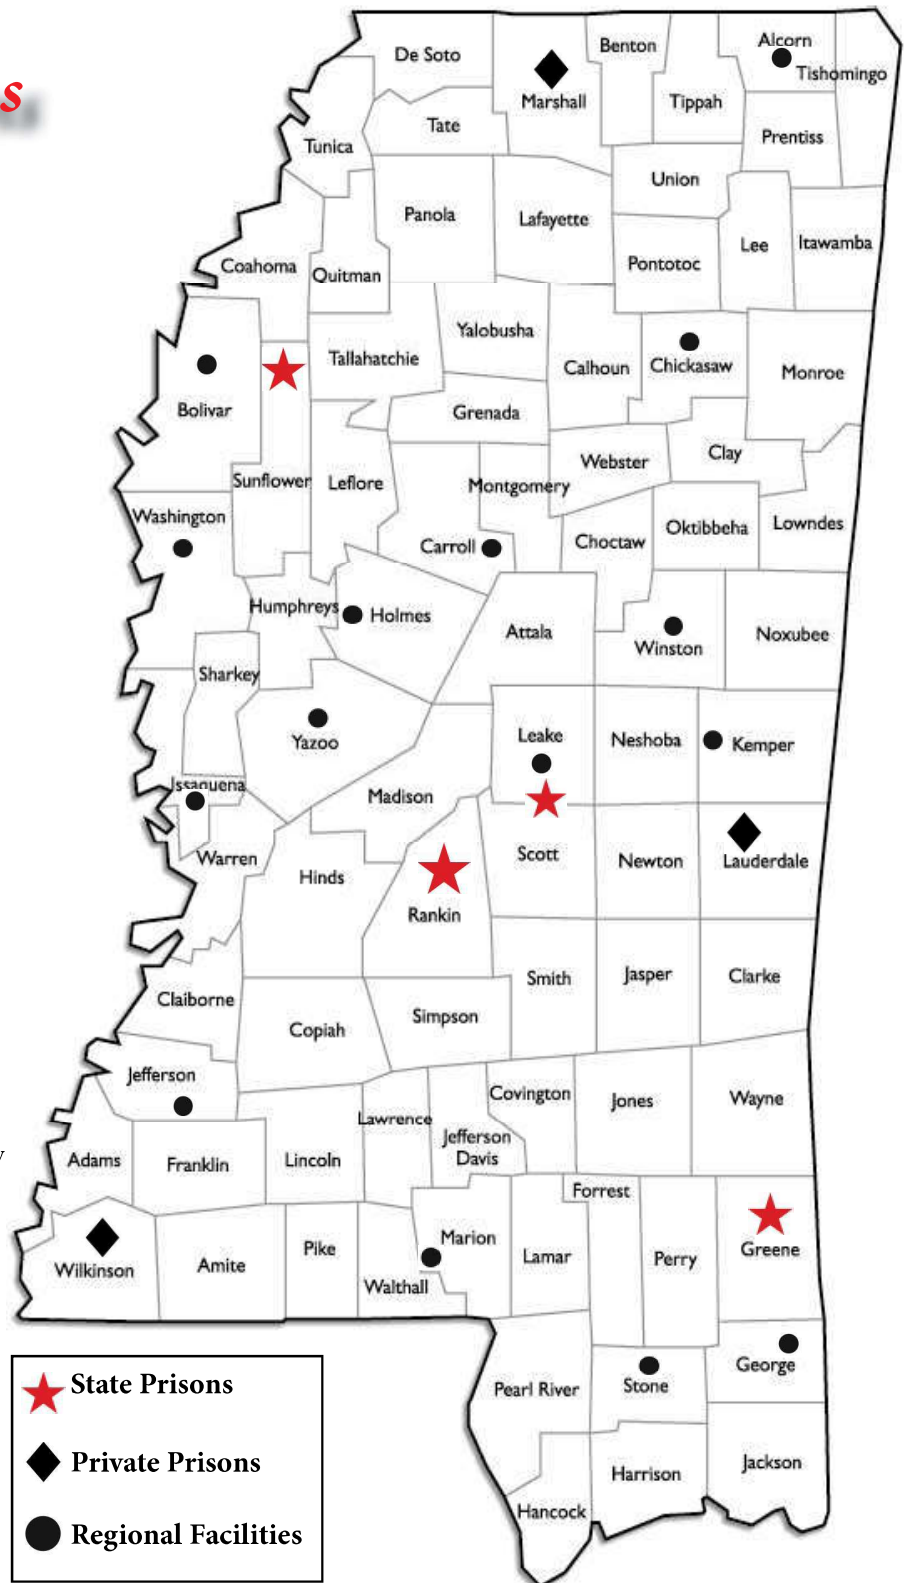 s
De Soto
Benton
Alcorn
Tishomingo
Marshall
Tippah
Tate
Tunica
Prentiss
Union
Panola
Lafayette
Lee
Itawamba
Coahoma
Quitman
Pontotoc
Yalobusha
Tallahatchie
Calhoun
Chickasaw
Monroe
Bolivar
Grenada
Clay
Webster
Sunflower
Leflore
Montgomery
Washington
Oktibbeha
Lowndes
Choctaw
Carroll
Humphreys
Holmes
Attala
Winston
Noxubee
Sharkey
Yazoo
Leake
Neshoba
Kemper
Issaquena
Madison
Warren
Hinds
Scott
Newton
Lauderdale
Rankin
Smith
Jasper
Clarke
Claiborne
Copiah
Simpson
Jefferson
Covington
Jones
Wayne
Lawrence
Jefferson
Davis
y
Adams
Franklin
Lincoln
Forrest
Marion
Greene
Wilkinson
Amite
Pike
Walthall
Lamar
Perry
George
Stone
Pearl River
Harrison
Jackson
Hancock
State Prisons
Private Prisons
Regional Facilities